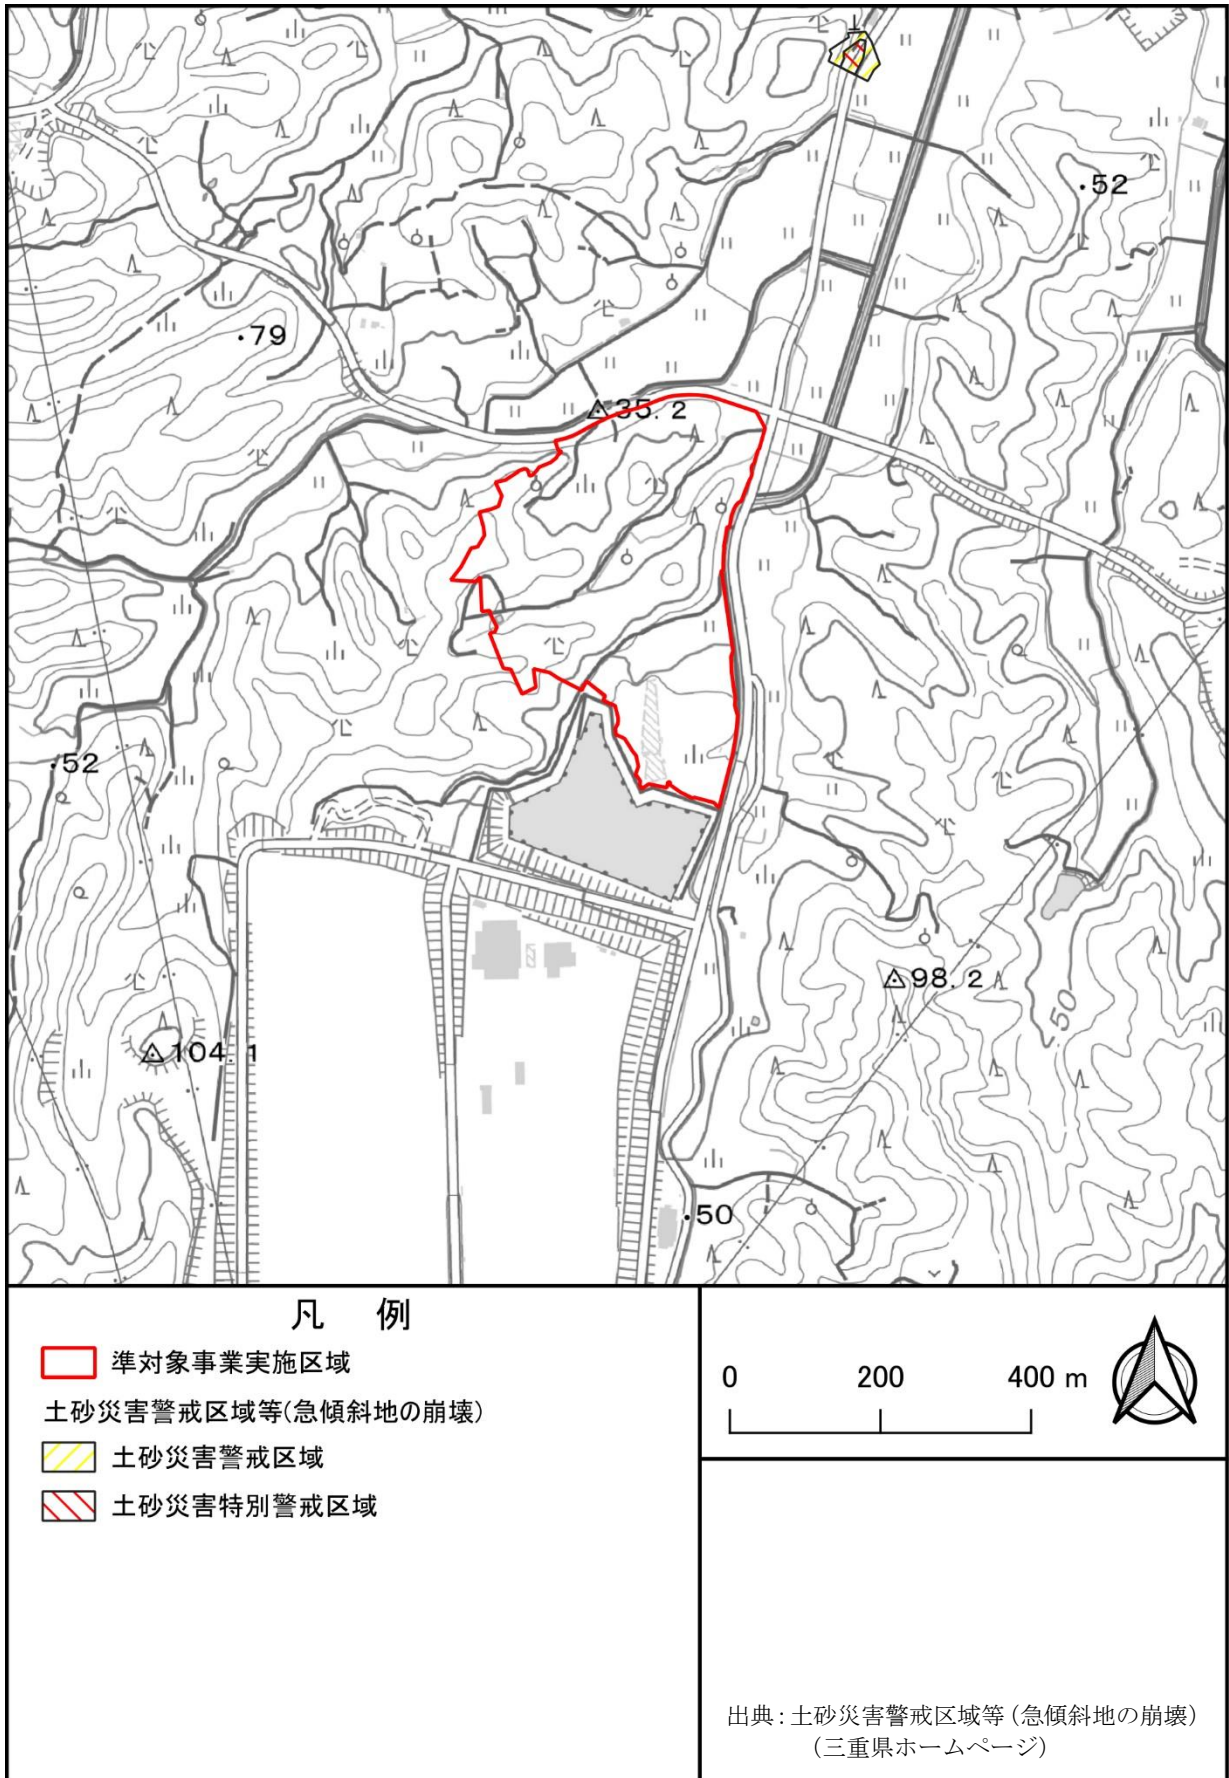 52
79
35.2
52
98.2
50
104.1
50
凡 例
準対象事業実施区域
土砂災害警戒区域等(急傾斜地の崩壊)
土砂災害警戒区域
土砂災害特別警戒区域
0 200 400 m
出典:土砂災害警戒区域等(急傾斜地の崩壊)
(三重県ホームページ)